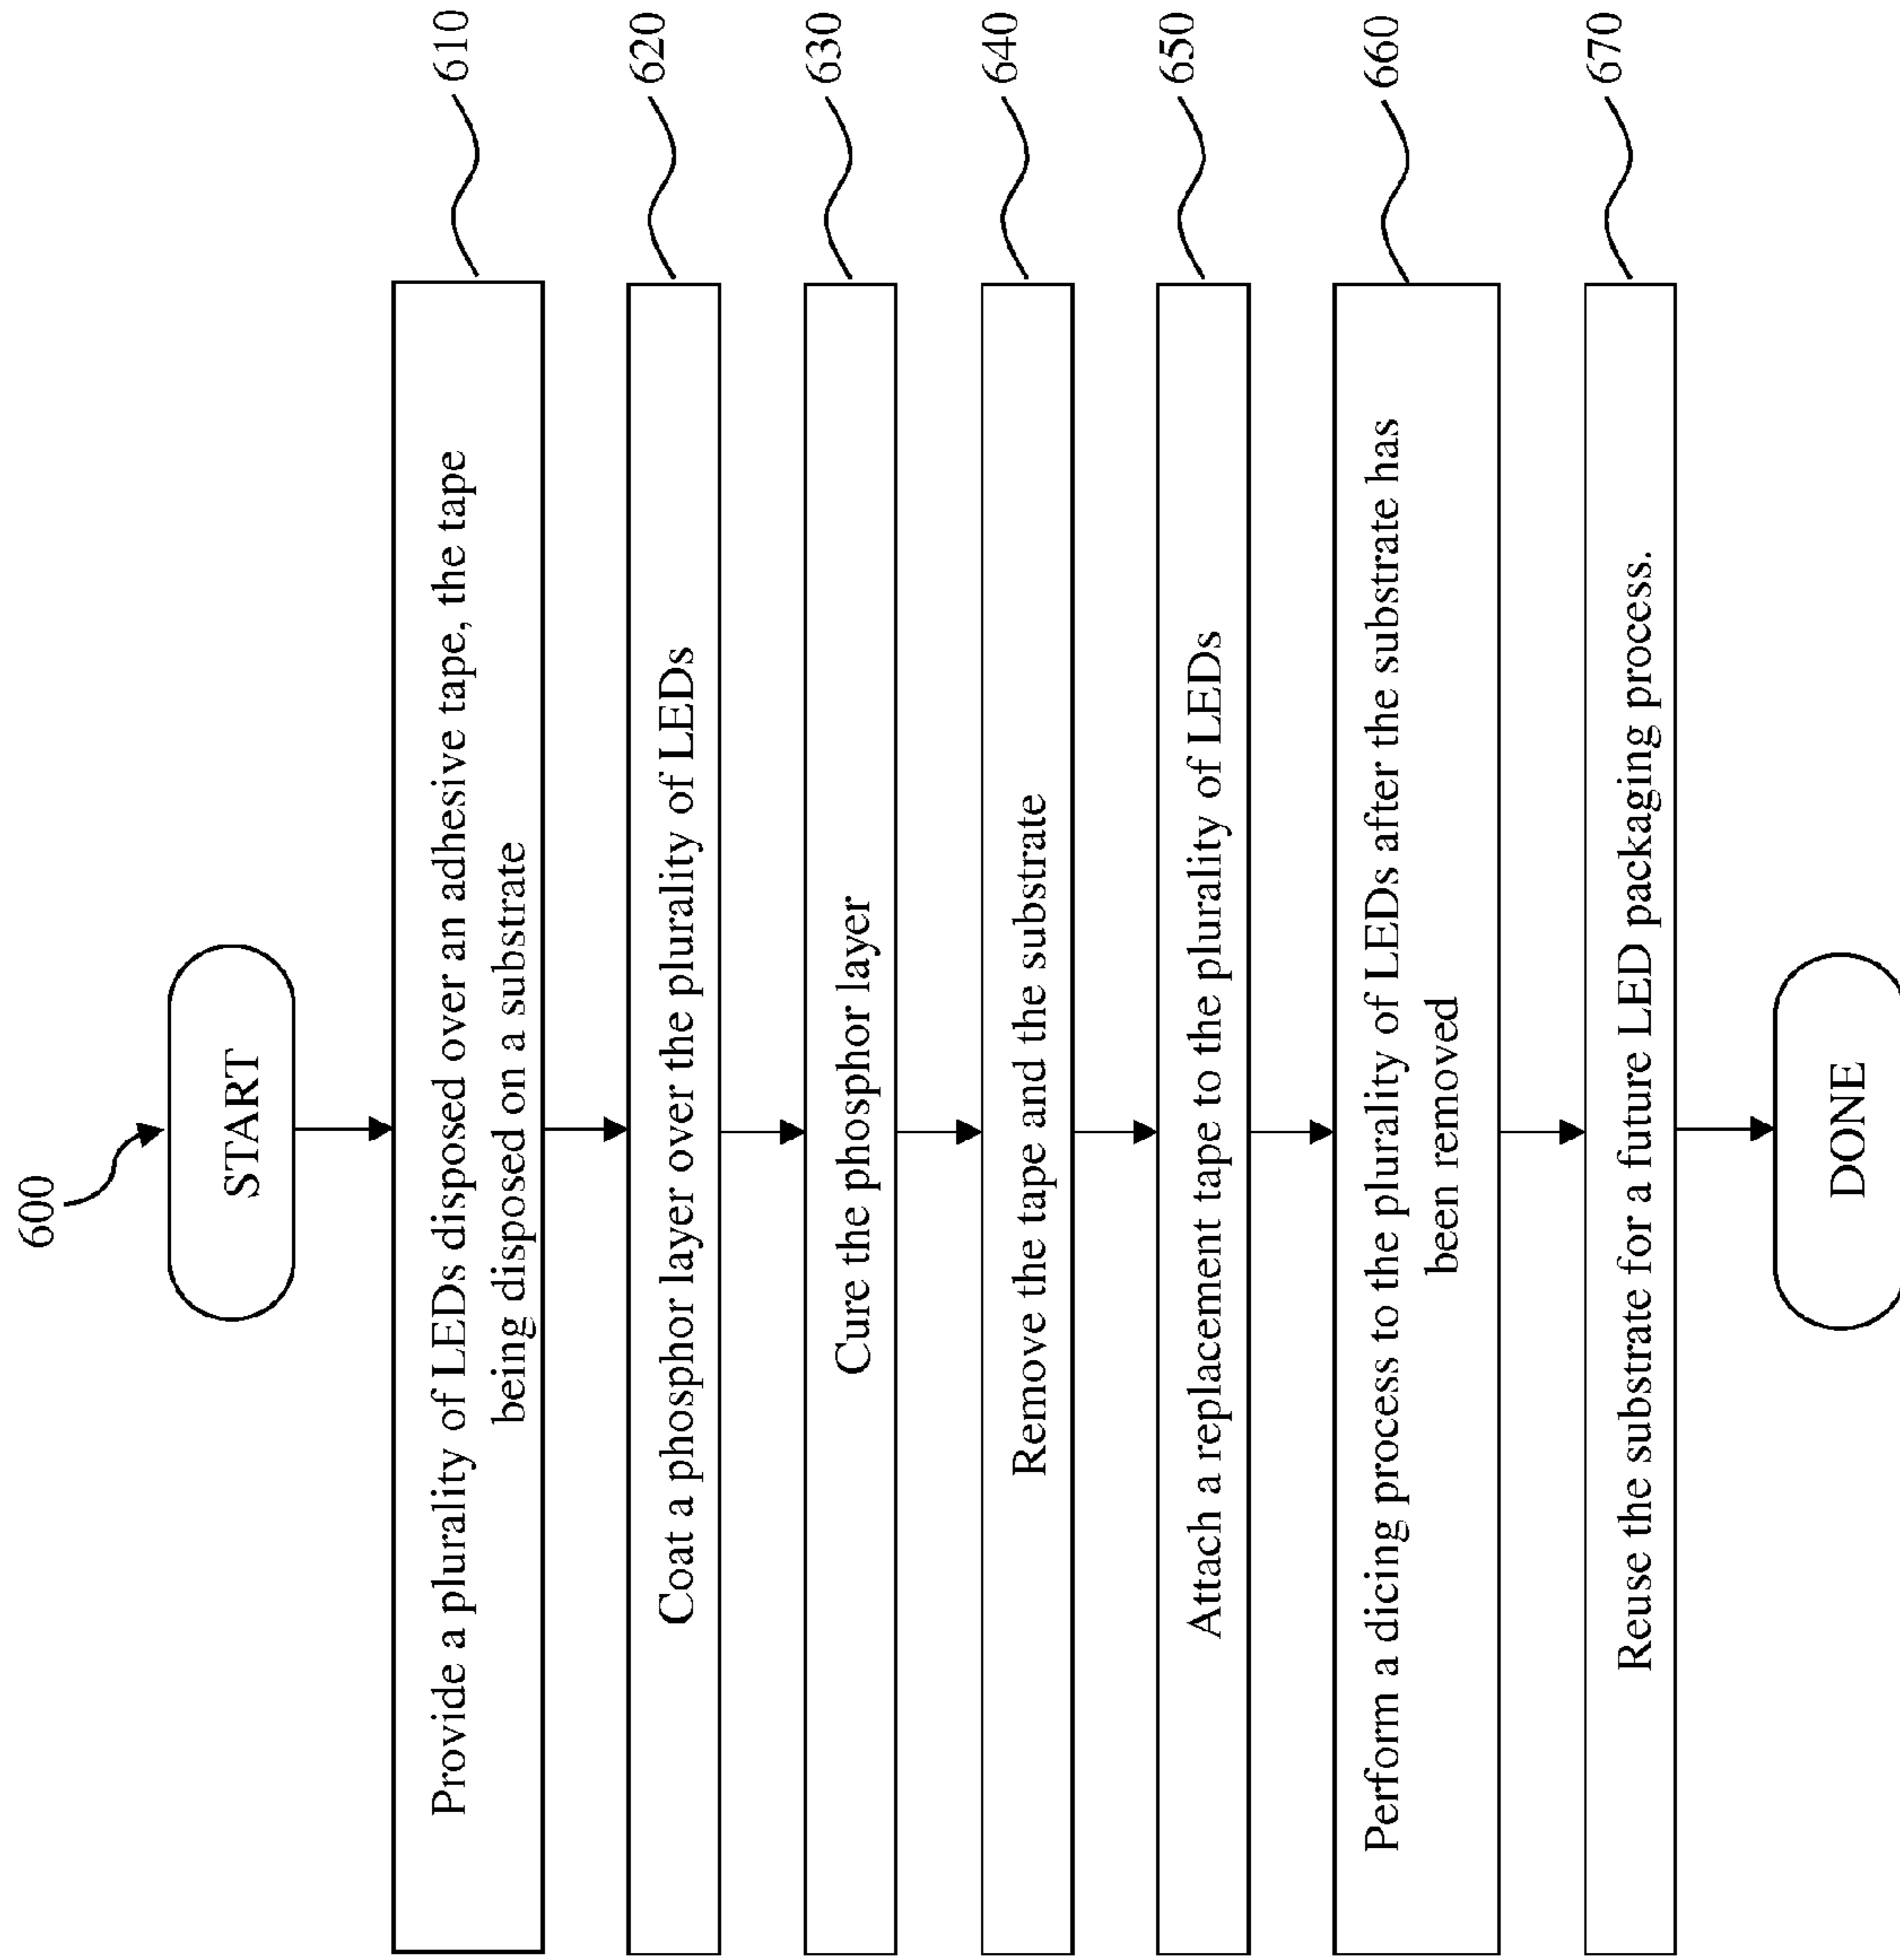 600
START
Provide a plurality of LEDs disposed over an adhesive tape, the tape
being disposed on a substrate
610
Coat a phosphor layer over the plurality of LEDs
620
Cure the phosphor layer
630
Remove the tape and the substrate
640
Attach a replacement tape to the plurality of LEDs
650
Perform a dicing process to the plurality of LEDs after the substrate has
been removed
660
Reuse the substrate for a future LED packaging process.
670
DONE